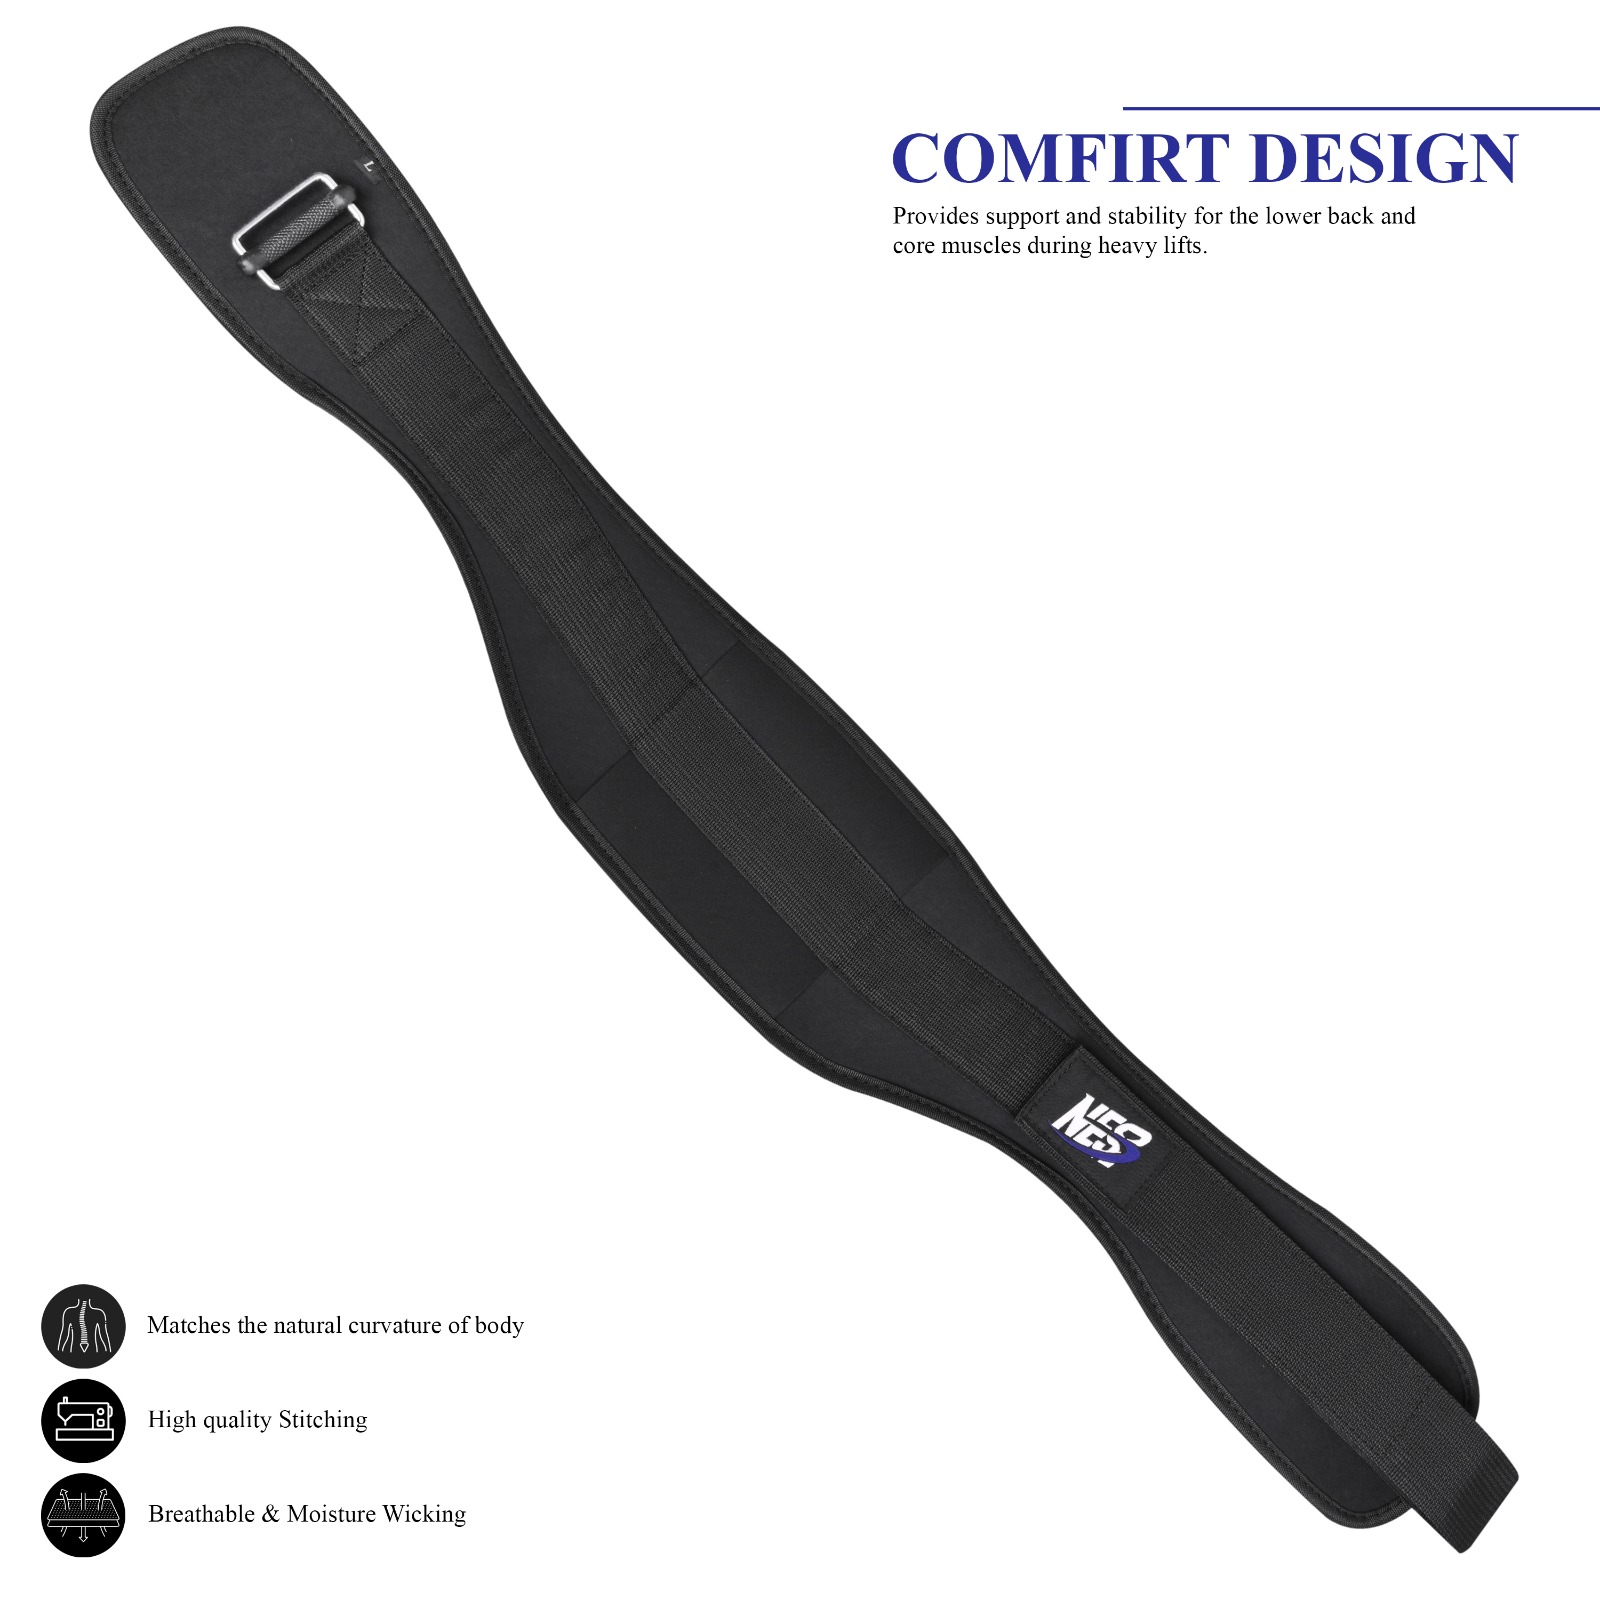 COMFIRT DESIGN
Provides support and stability for the lower back and
core muscles during heavy lifts.
L
NEO
NES
Matches the natural curvature of body
High quality Stitching
Breathable & Moisture Wicking